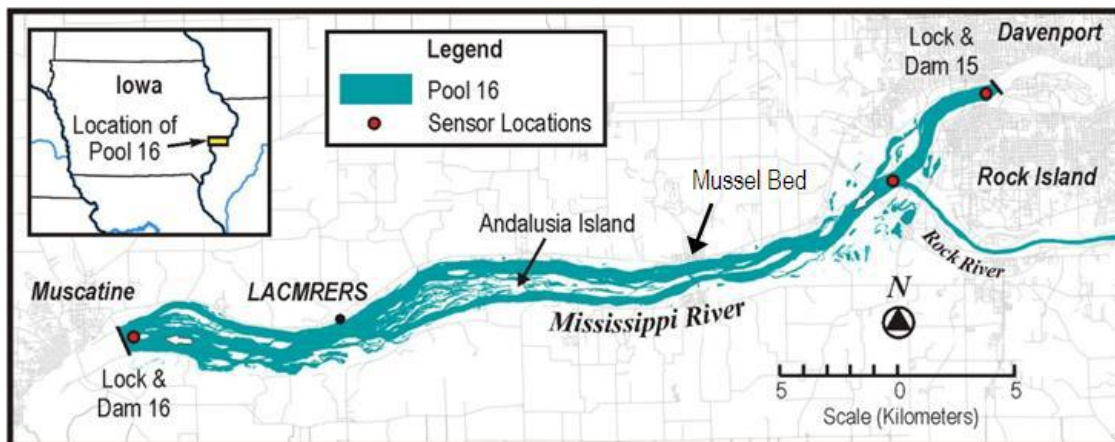 Iowa
Location of
Pool 16
Legend
Pool 16
Sensor Locations
Davenport
Lock &
Dam 15
Rock Island
Mussel Bed
Andalusia Island
Rock River
Mississippi River
Muscatine
LACMRERS
Lock &
Dam 16
N
5 0 5
Scale (Kilometers)